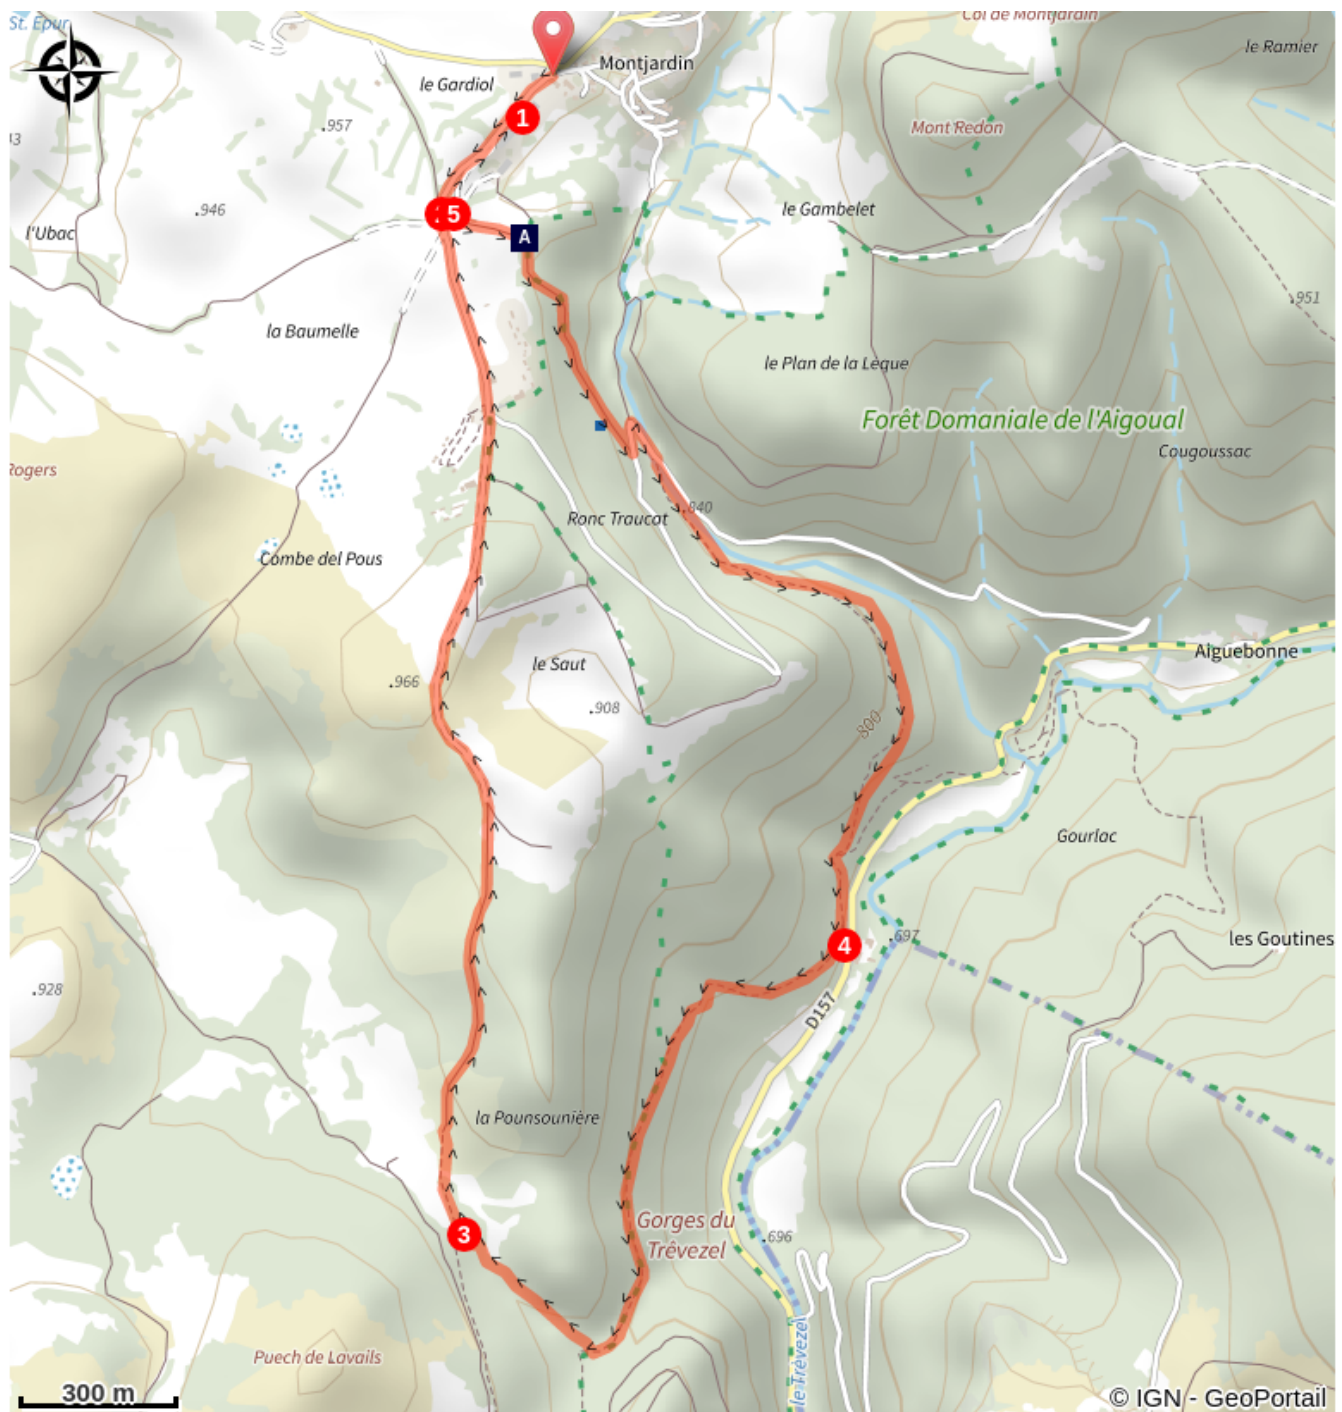 St. Epur
Col de Montjardin
le Ramier
Montjardin
le Gardiol
1
957
Mont Redon
946
le Gambelet
5
l'Ubac
A
951
la Baumelle
le Plan de la Lèque
Forêt Domaniale de l'Aigoual
Cougoussac
Rogers
840
Ronc Traucat
Combe del Pous
Aiguebonne
le Saut
966
908
800
Gourlac
697
les Goutines
4
928
D157
la Pounsounière
3
Gorges du
Trêvezel
696
le Trévezel
Puech de Lavails
300 m
© IGN - GeoPortail